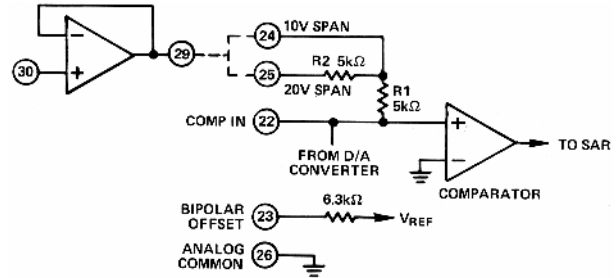 24
10V SPAN
29
R2 5kΩ
30
25
20V SPAN
R1
5kΩ
COMP IN 22
FROM D/A
CONVERTER
TO SAR
COMPARATOR
6.3kΩ
BIPOLAR
OFFSET
23
VREF
ANALOG
COMMON
26